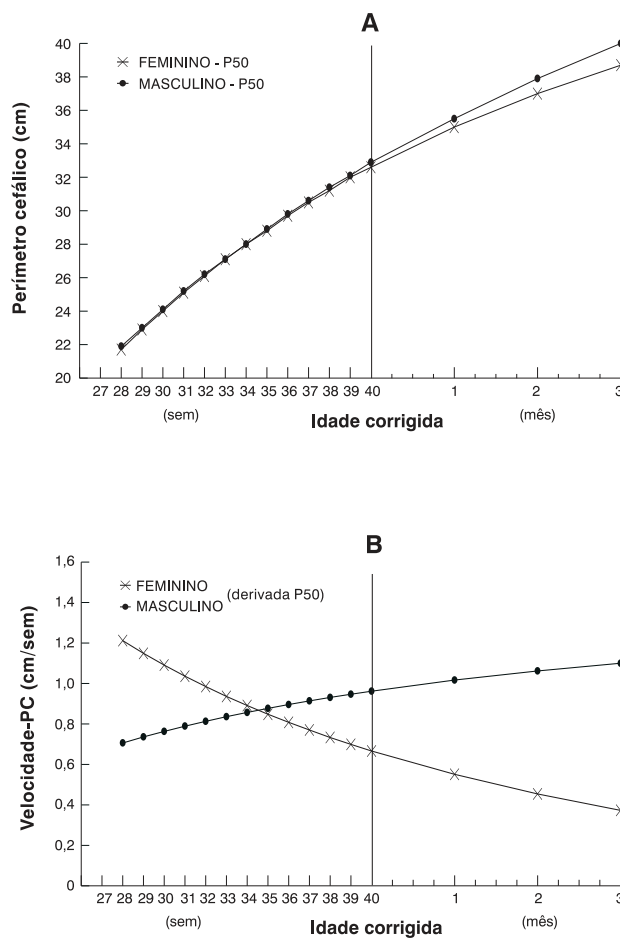 A
FEMININO - P50
MASCULINO - P50
Perímetro cefálico (cm)
40
38
36
34
32
30
28
26
24
22
20
27 28 29 30 31 32 33 34 35 36 37 38 39 40 1 2 3
(sem) Idade corrigida (mês)
B
FEMININO
MASCULINO (derivada P50)
Velocidade-PC (cm/sem)
1,6
1,4
1,2
1,0
0,8
0,6
0,4
0,2
0
27 28 29 30 31 32 33 34 35 36 37 38 39 40 1 2 3
(sem) Idade corrigida (mês)